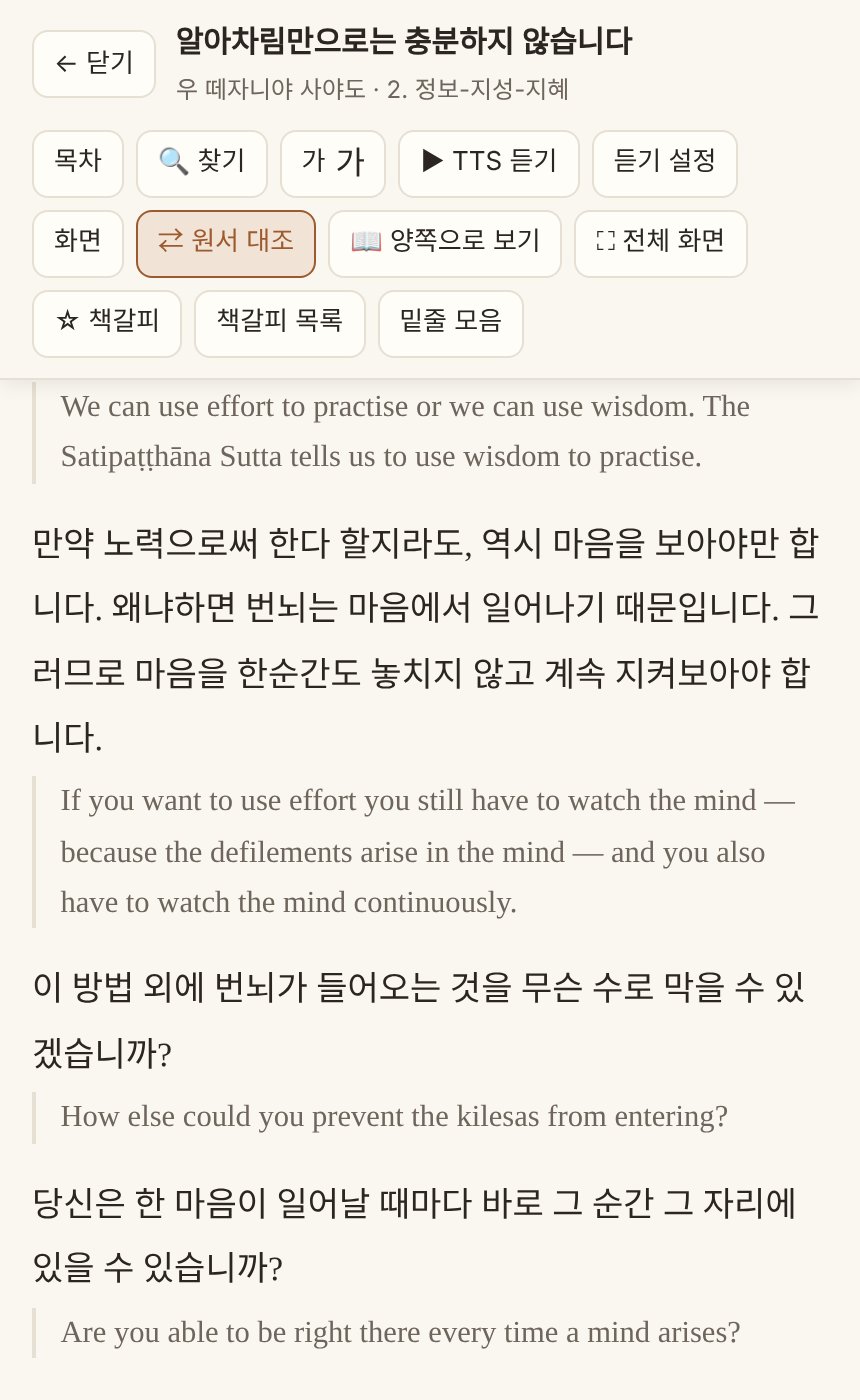 ← 닫기
알아차림만으로는 충분하지 않습니다
우 떼자니야 사야도 · 2. 정보-지성-지혜
목차
🔍 찾기
가 가
▶ TTS 듣기
듣기 설정
화면
⇄ 원서 대조
📖 양쪽으로 보기
⛶ 전체 화면
☆ 책갈피
책갈피 목록
밑줄 모음
We can use effort to practise or we can use wisdom. The
Satipaṭṭhāna Sutta tells us to use wisdom to practise.
만약 노력으로써 한다 할지라도, 역시 마음을 보아야만 합
니다. 왜냐하면 번뇌는 마음에서 일어나기 때문입니다. 그
러므로 마음을 한순간도 놓치지 않고 계속 지켜보아야 합
니다.
If you want to use effort you still have to watch the mind —
because the defilements arise in the mind — and you also
have to watch the mind continuously.
이 방법 외에 번뇌가 들어오는 것을 무슨 수로 막을 수 있
겠습니까?
How else could you prevent the kilesas from entering?
당신은 한 마음이 일어날 때마다 바로 그 순간 그 자리에
있을 수 있습니까?
Are you able to be right there every time a mind arises?